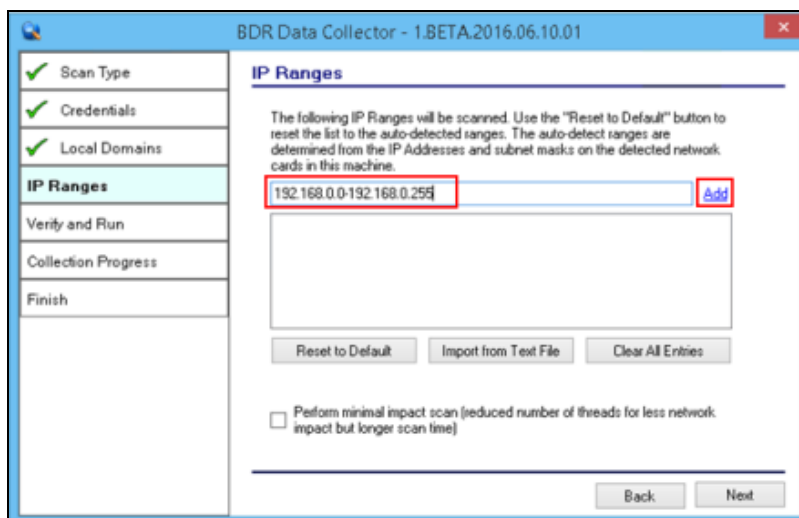 BDR Data Collector - 1.BETA.2016.06.10.01
Scan Type
Credentials
Local Domains
IP Ranges
Verify and Run
Collection Progress
Finish
IP Ranges
The following IP Ranges will be scanned. Use the "Reset to Default" button to
reset the list to the auto-detected ranges. The auto-detect ranges are
determined from the IP Addresses and subnet masks on the detected network
cards in this machine.
192.168.0.0-192.168.0.255
Add
Reset to Default
Import from Text File
Clear All Entries
Perform minimal impact scan (reduced number of threads for less network
impact but longer scan time)
Back
Next